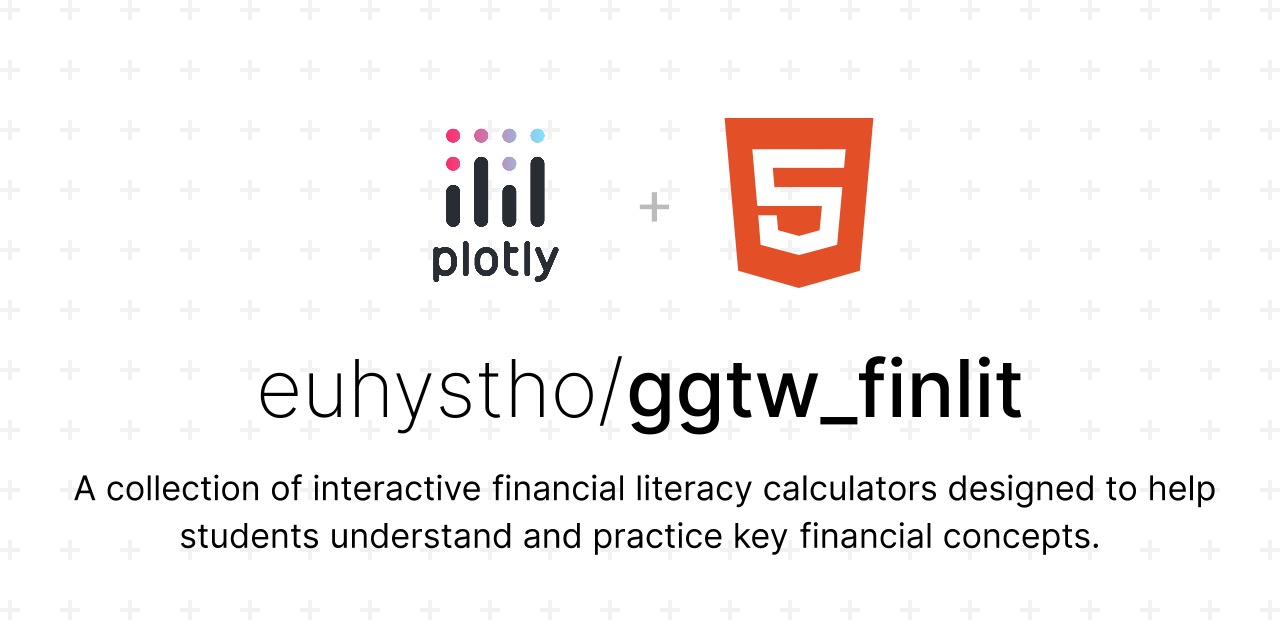 plotly
+
5
euhystho/ggtw_finlit
A collection of interactive financial literacy calculators designed to help
students understand and practice key financial concepts.